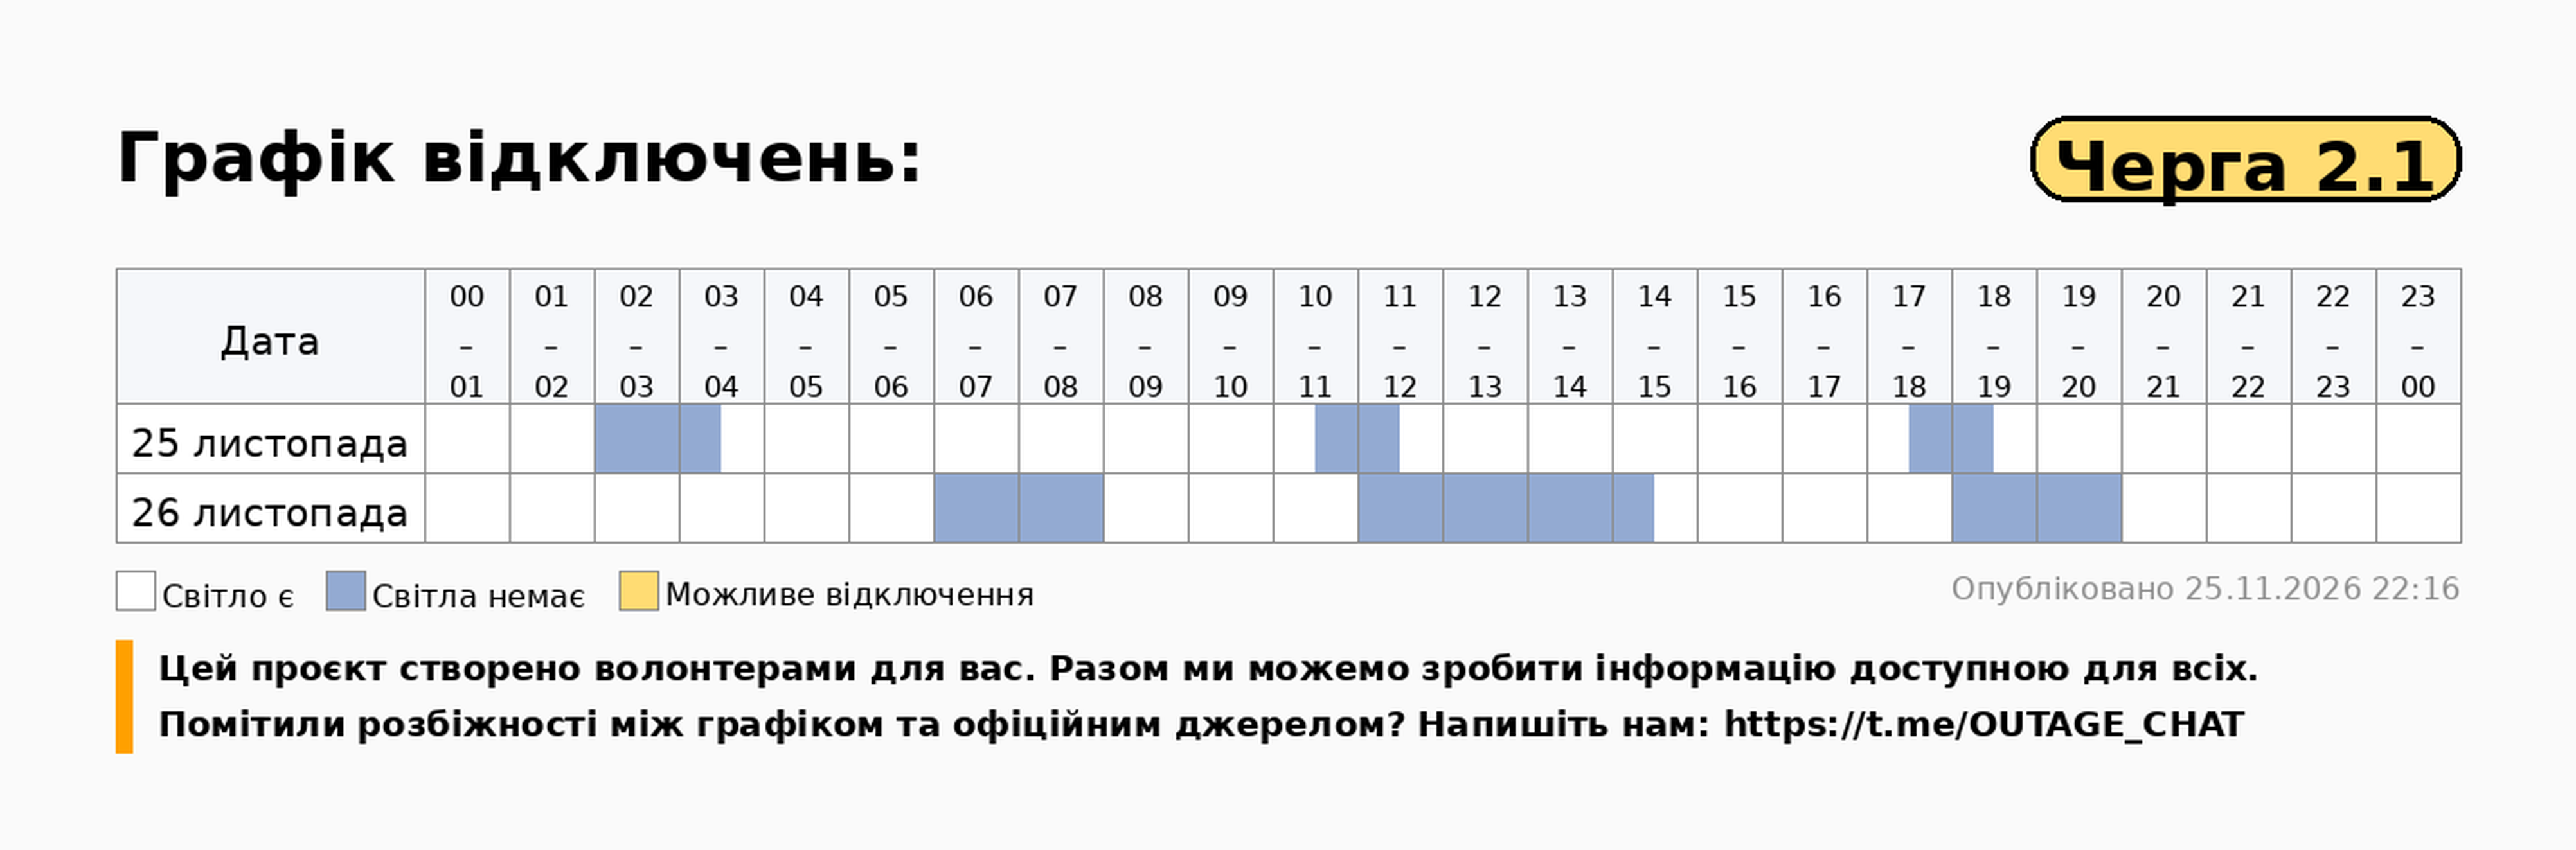 Графік відключень:
Черга 2.1
Дата
00 – 01
01 – 02
02 – 03
03 – 04
04 – 05
05 – 06
06 – 07
07 – 08
08 – 09
09 – 10
10 – 11
11 – 12
12 – 13
13 – 14
14 – 15
15 – 16
16 – 17
17 – 18
18 – 19
19 – 20
20 – 21
21 – 22
22 – 23
23 – 00
25 листопада
26 листопада
Світло є
Світла немає
Можливе відключення
Опубліковано 25.11.2026 22:16
Цей проєкт створено волонтерами для вас. Разом ми можемо зробити інформацію доступною для всіх.
Помітили розбіжності між графіком та офіційним джерелом? Напишіть нам: https://t.me/OUTAGE_CHAT